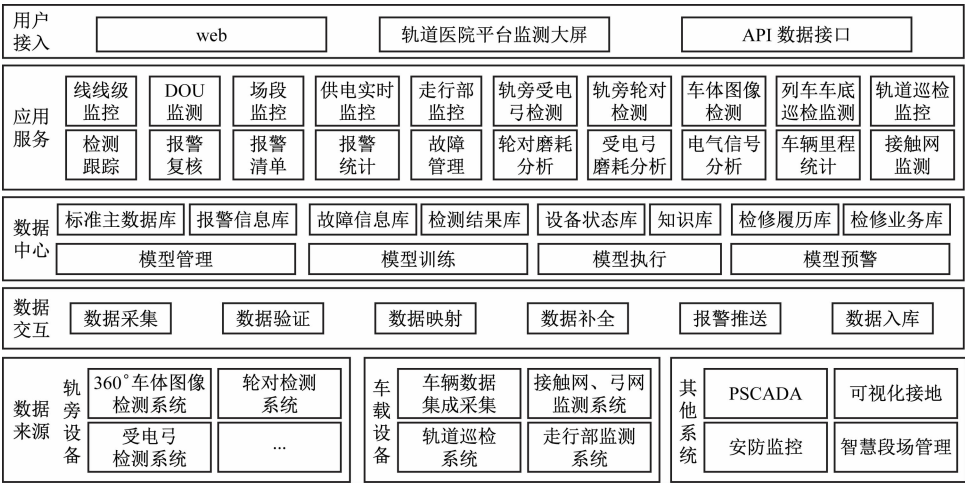 用户
接入
web
轨道医院平台监测大屏
API 数据接口
应用
服务
线线级
监控
DOU
监测
场段
监控
供电实时
监控
走行部
监控
轨旁受电
弓检测
轨旁轮对
检测
车体图像
检测
列车车底
巡检监测
轨道巡检
监控
检测
跟踪
报警
复核
报警
清单
报警
统计
故障
管理
轮对磨耗
分析
受电弓
磨耗分析
电气信号
分析
车辆里程
统计
接触网
监测
数据
中心
标准主数据库
报警信息库
故障信息库
检测结果库
设备状态库
知识库
检修履历库
检修业务库
模型管理
模型训练
模型执行
模型预警
数据
交互
数据采集
数据验证
数据映射
数据补全
报警推送
数据入库
数据
来源
轨旁设备
360°车体图像
检测系统
轮对检测
系统
受电弓
检测系统
...
车载设备
车辆数据
集成采集
接触网、弓网
监测系统
轨道巡检
系统
走行部监测
系统
其他系统
PSCADA
可视化接地
安防监控
智慧段场管理